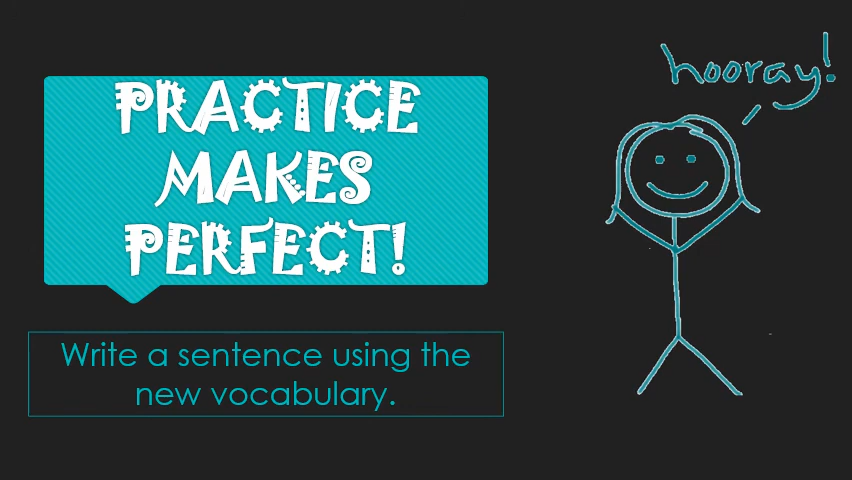 PRACTICE
MAKES
PERFECT!
Write a sentence using the
new vocabulary.
hooray!